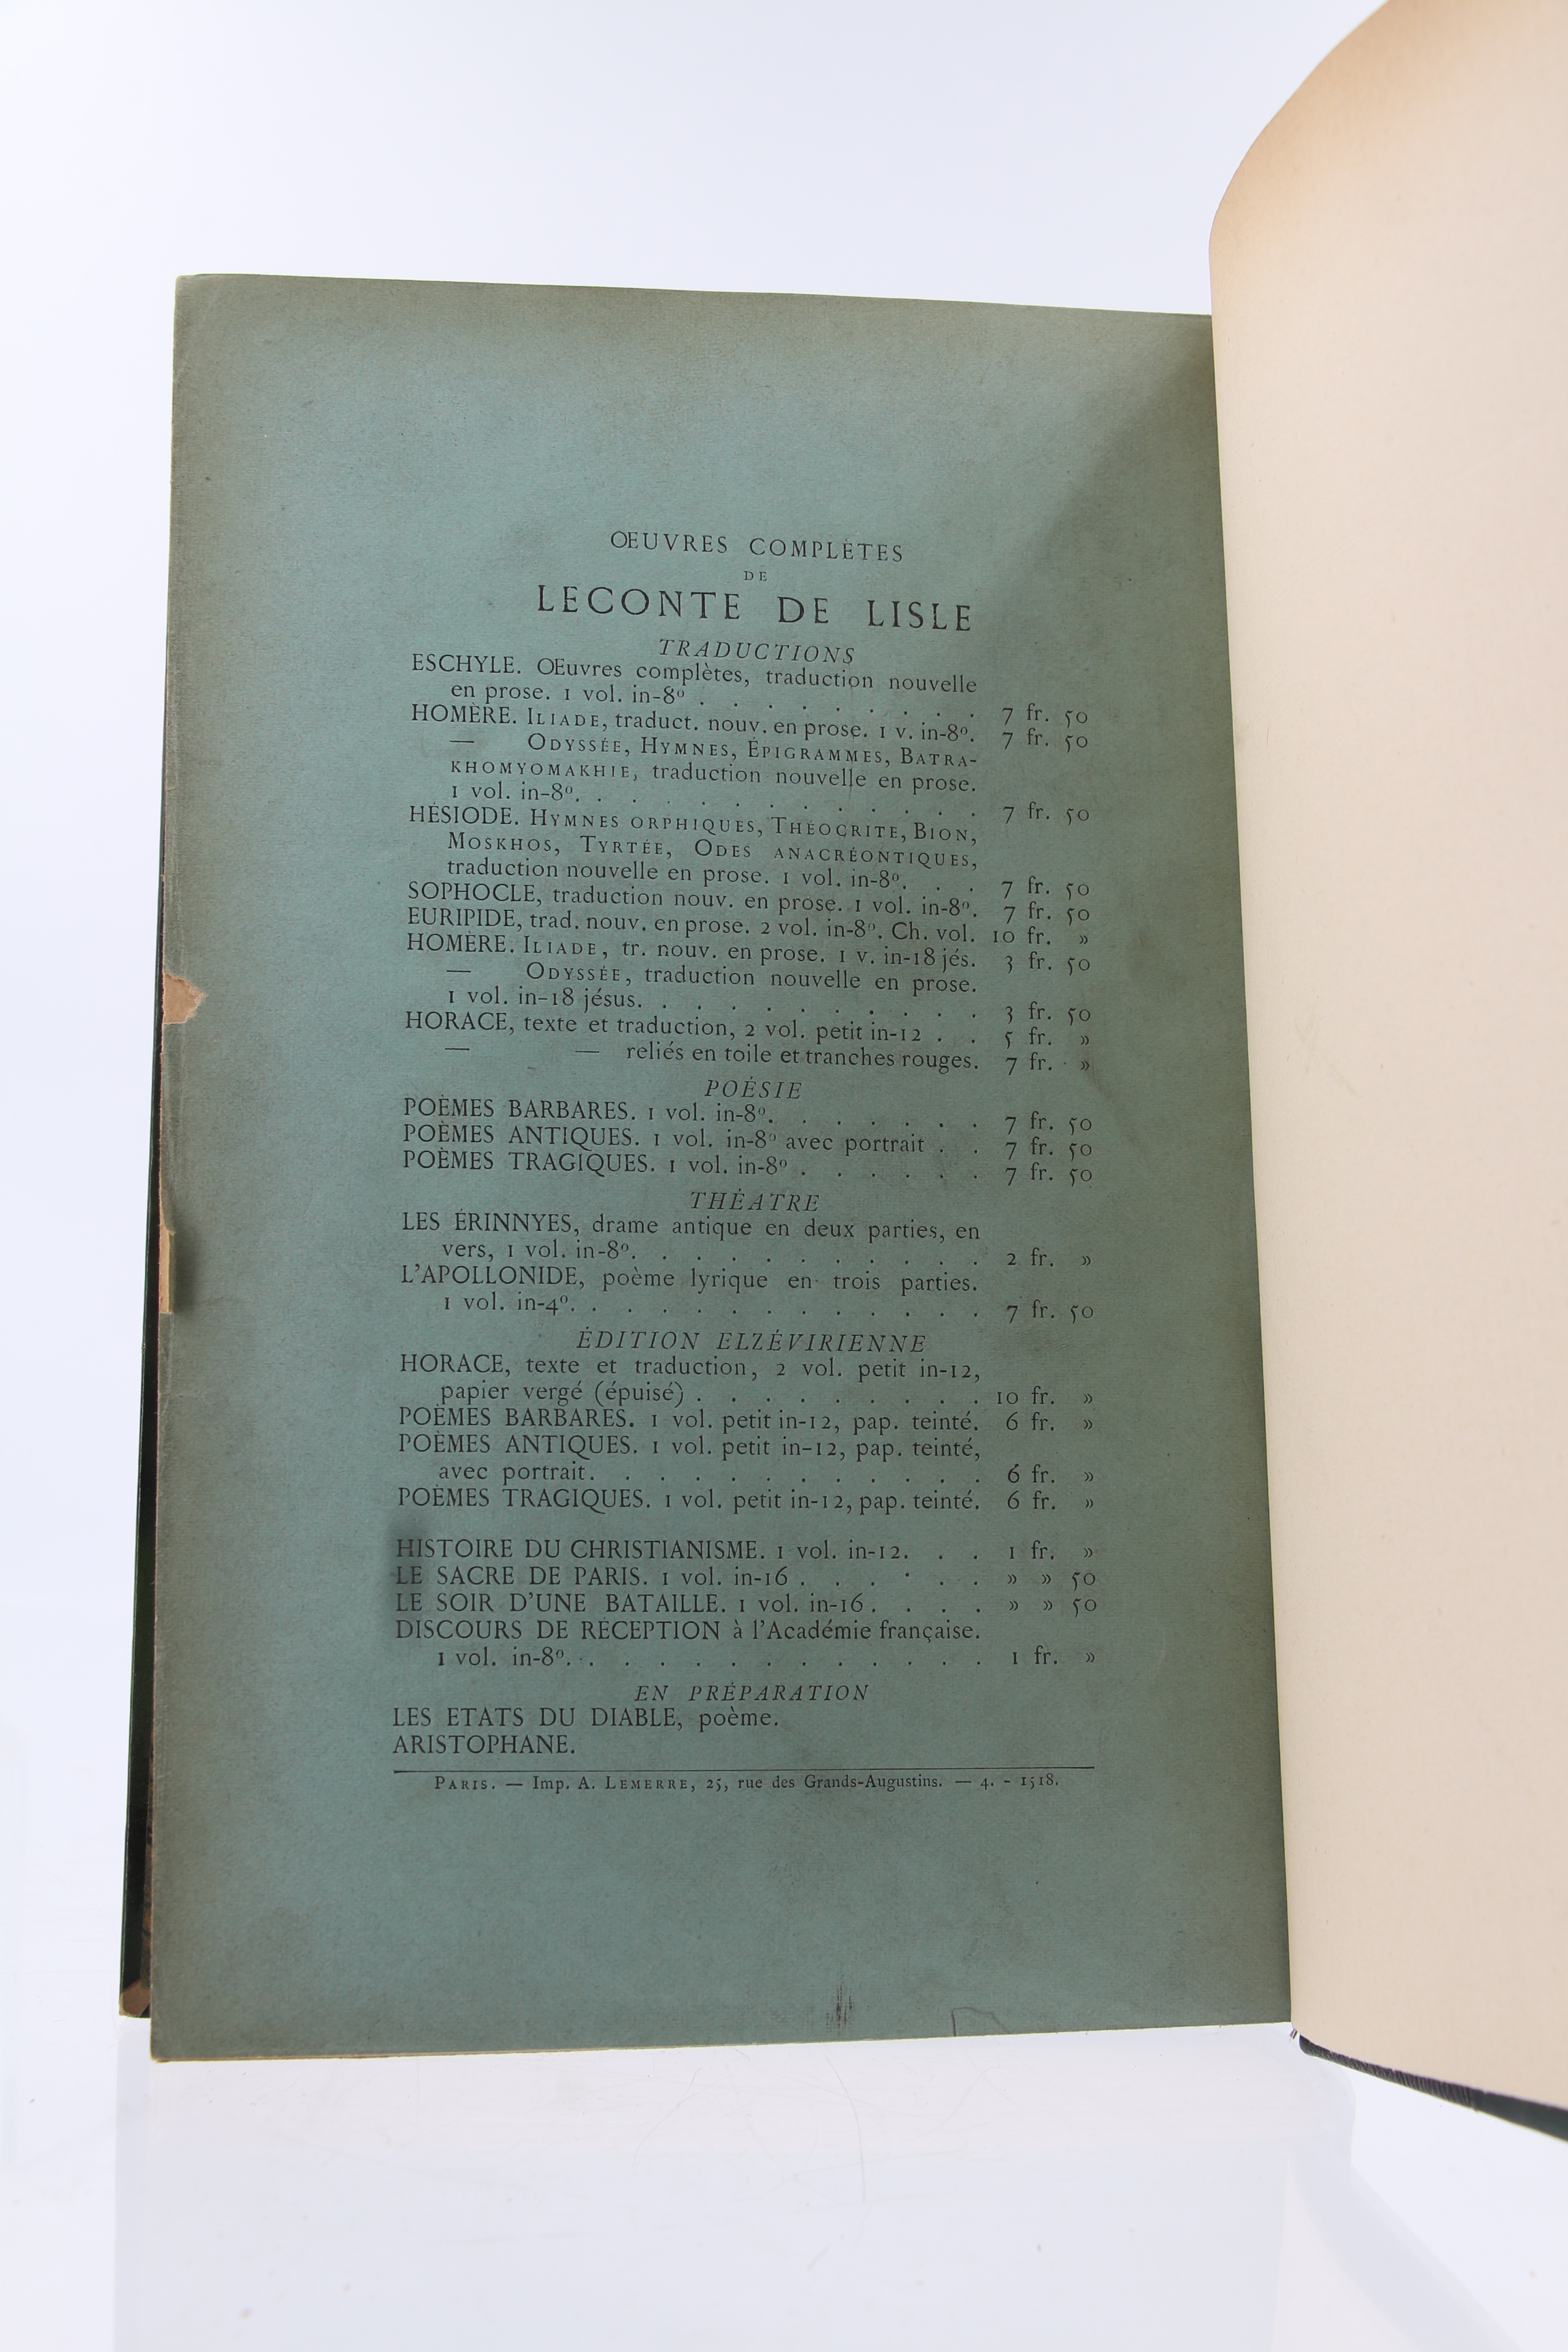 ŒUVRES COMPLÈTES
DE
LECONTE DE LISLE
TRADUCTIONS
ESCHYLE. Œuvres complètes, traduction nouvelle
en prose. 1 vol. in-8º . . . . . . . . . 7 fr. 50
HOMÈRE. ILIADE, traduct. nouv. en prose. 1 v. in-8º. 7 fr. 50
— ODYSSÉE, HYMNES, ÉPIGRAMMES, BATRA-
KHOMYOMAKHIE, traduction nouvelle en prose.
1 vol. in-8º. . . . . . . . . . . . 7 fr. 50
HÉSIODE. HYMNES ORPHIQUES, THÉOCRITE, BION,
MOSKHOS, TYRTÉE, ODES ANACRÉONTIQUES,
traduction nouvelle en prose. 1 vol. in-8º. . . 7 fr. 50
SOPHOCLE, traduction nouv. en prose. 1 vol. in-8º. 7 fr. 50
EURIPIDE, trad. nouv. en prose. 2 vol. in-8º. Ch. vol. 10 fr. »
HOMÈRE. ILIADE, tr. nouv. en prose. 1 v. in-18 jés. 3 fr. 50
— ODYSSÉE, traduction nouvelle en prose.
1 vol. in-18 jésus. . . . . . . . . . . 3 fr. 50
HORACE, texte et traduction, 2 vol. petit in-12 . . 5 fr. »
— — reliés en toile et tranches rouges. 7 fr. »
POÉSIE
POÈMES BARBARES. 1 vol. in-8º. . . . . . . 7 fr. 50
POÈMES ANTIQUES. 1 vol. in-8º avec portrait . . 7 fr. 50
POÈMES TRAGIQUES. 1 vol. in-8º . . . . . . 7 fr. 50
THÉATRE
LES ÉRINNYES, drame antique en deux parties, en
vers, 1 vol. in-8º. . . . . . . . . . . 2 fr. »
L'APOLLONIDE, poème lyrique en trois parties.
1 vol. in-4º. . . . . . . . . . . . . 7 fr. 50
ÉDITION ELZÉVIRIENNE
HORACE, texte et traduction, 2 vol. petit in-12,
papier vergé (épuisé) . . . . . . . . . 10 fr. »
POÈMES BARBARES. 1 vol. petit in-12, pap. teinté. 6 fr. »
POÈMES ANTIQUES. 1 vol. petit in-12, pap. teinté,
avec portrait. . . . . . . . . . . . 6 fr. »
POÈMES TRAGIQUES. 1 vol. petit in-12, pap. teinté. 6 fr. »
HISTOIRE DU CHRISTIANISME. 1 vol. in-12. . . 1 fr. »
LE SACRE DE PARIS. 1 vol. in-16 . . . . . . » » 50
LE SOIR D'UNE BATAILLE. 1 vol. in-16 . . . . » » 50
DISCOURS DE RÉCEPTION à l'Académie française.
1 vol. in-8º. . . . . . . . . . . . . 1 fr. »
EN PRÉPARATION
LES ETATS DU DIABLE, poème.
ARISTOPHANE.
PARIS. — Imp. A. LEMERRE, 25, rue des Grands-Augustins. — 4. - 1518.